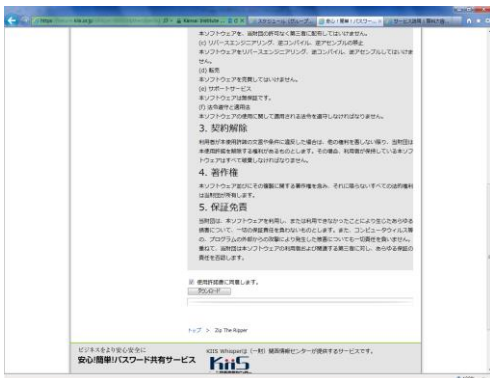 本ソフトウェアを、当財団の許可なく第三者に配布してはいけません。
(c) リバースエンジニアリング、逆コンパイル、逆アセンブルの禁止
本ソフトウェアをリバースエンジニアリング、逆コンパイル、逆アセンブルしてはいけま
せん。
(d) 転売
本ソフトウェアを売買してはいけません。
(e) サポートサービス
本ソフトウェアは無保証です。
(f) 法令遵守と適用法
本ソフトウェアの使用に関して適用される法令を遵守しなければなりません。
3. 契約解除
利用者が本使用許諾の文言や条件に違反した場合は、他の権利を害しない限り、当財団は
本使用許諾を解除する権利があるものとします。その場合、利用者が保持している本ソフ
トウェアはすべて破棄しなければなりません。
4. 著作権
本ソフトウェア並びにその複製に関する著作権を含み、それに限らないすべての法的権利
は当財団が所有します。
5. 保証免責
当財団は、本ソフトウェアを利用し、または利用できなかったことにより生じたあらゆる
損害について、一切の保証責任を負わないものとします。また、コンピュータウィルス等
の、プログラムの外部からの攻撃により発生した損害についても一切責任を負いません。
重ねて、当財団は本ソフトウェアの利用者および関連する第三者に対し、あらゆる保証の
責任を否認します。
使用許諾書に同意します。
ダウンロード
トップ > Zip The Ripper
ビジネスをより安心安全に
安心!簡単!パスワード共有サービス
KIIS Whisperは（一財）関西情報センターが提供するサービスです。
KIIS